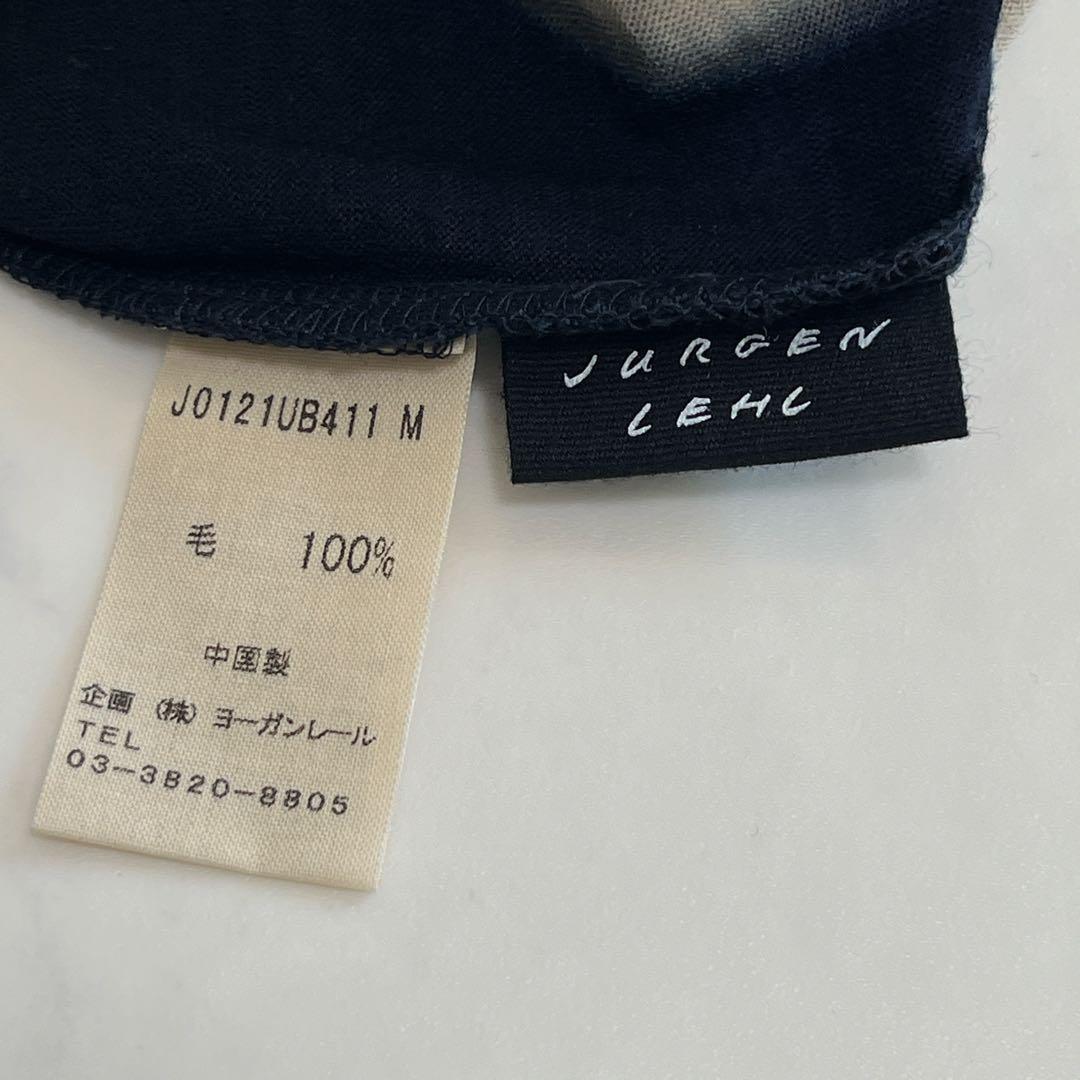 J0121UB411 M
毛 100%
中国製
企画 (株) ヨーガンレール
TEL
03-3820-8805
JURGEN
LEHL